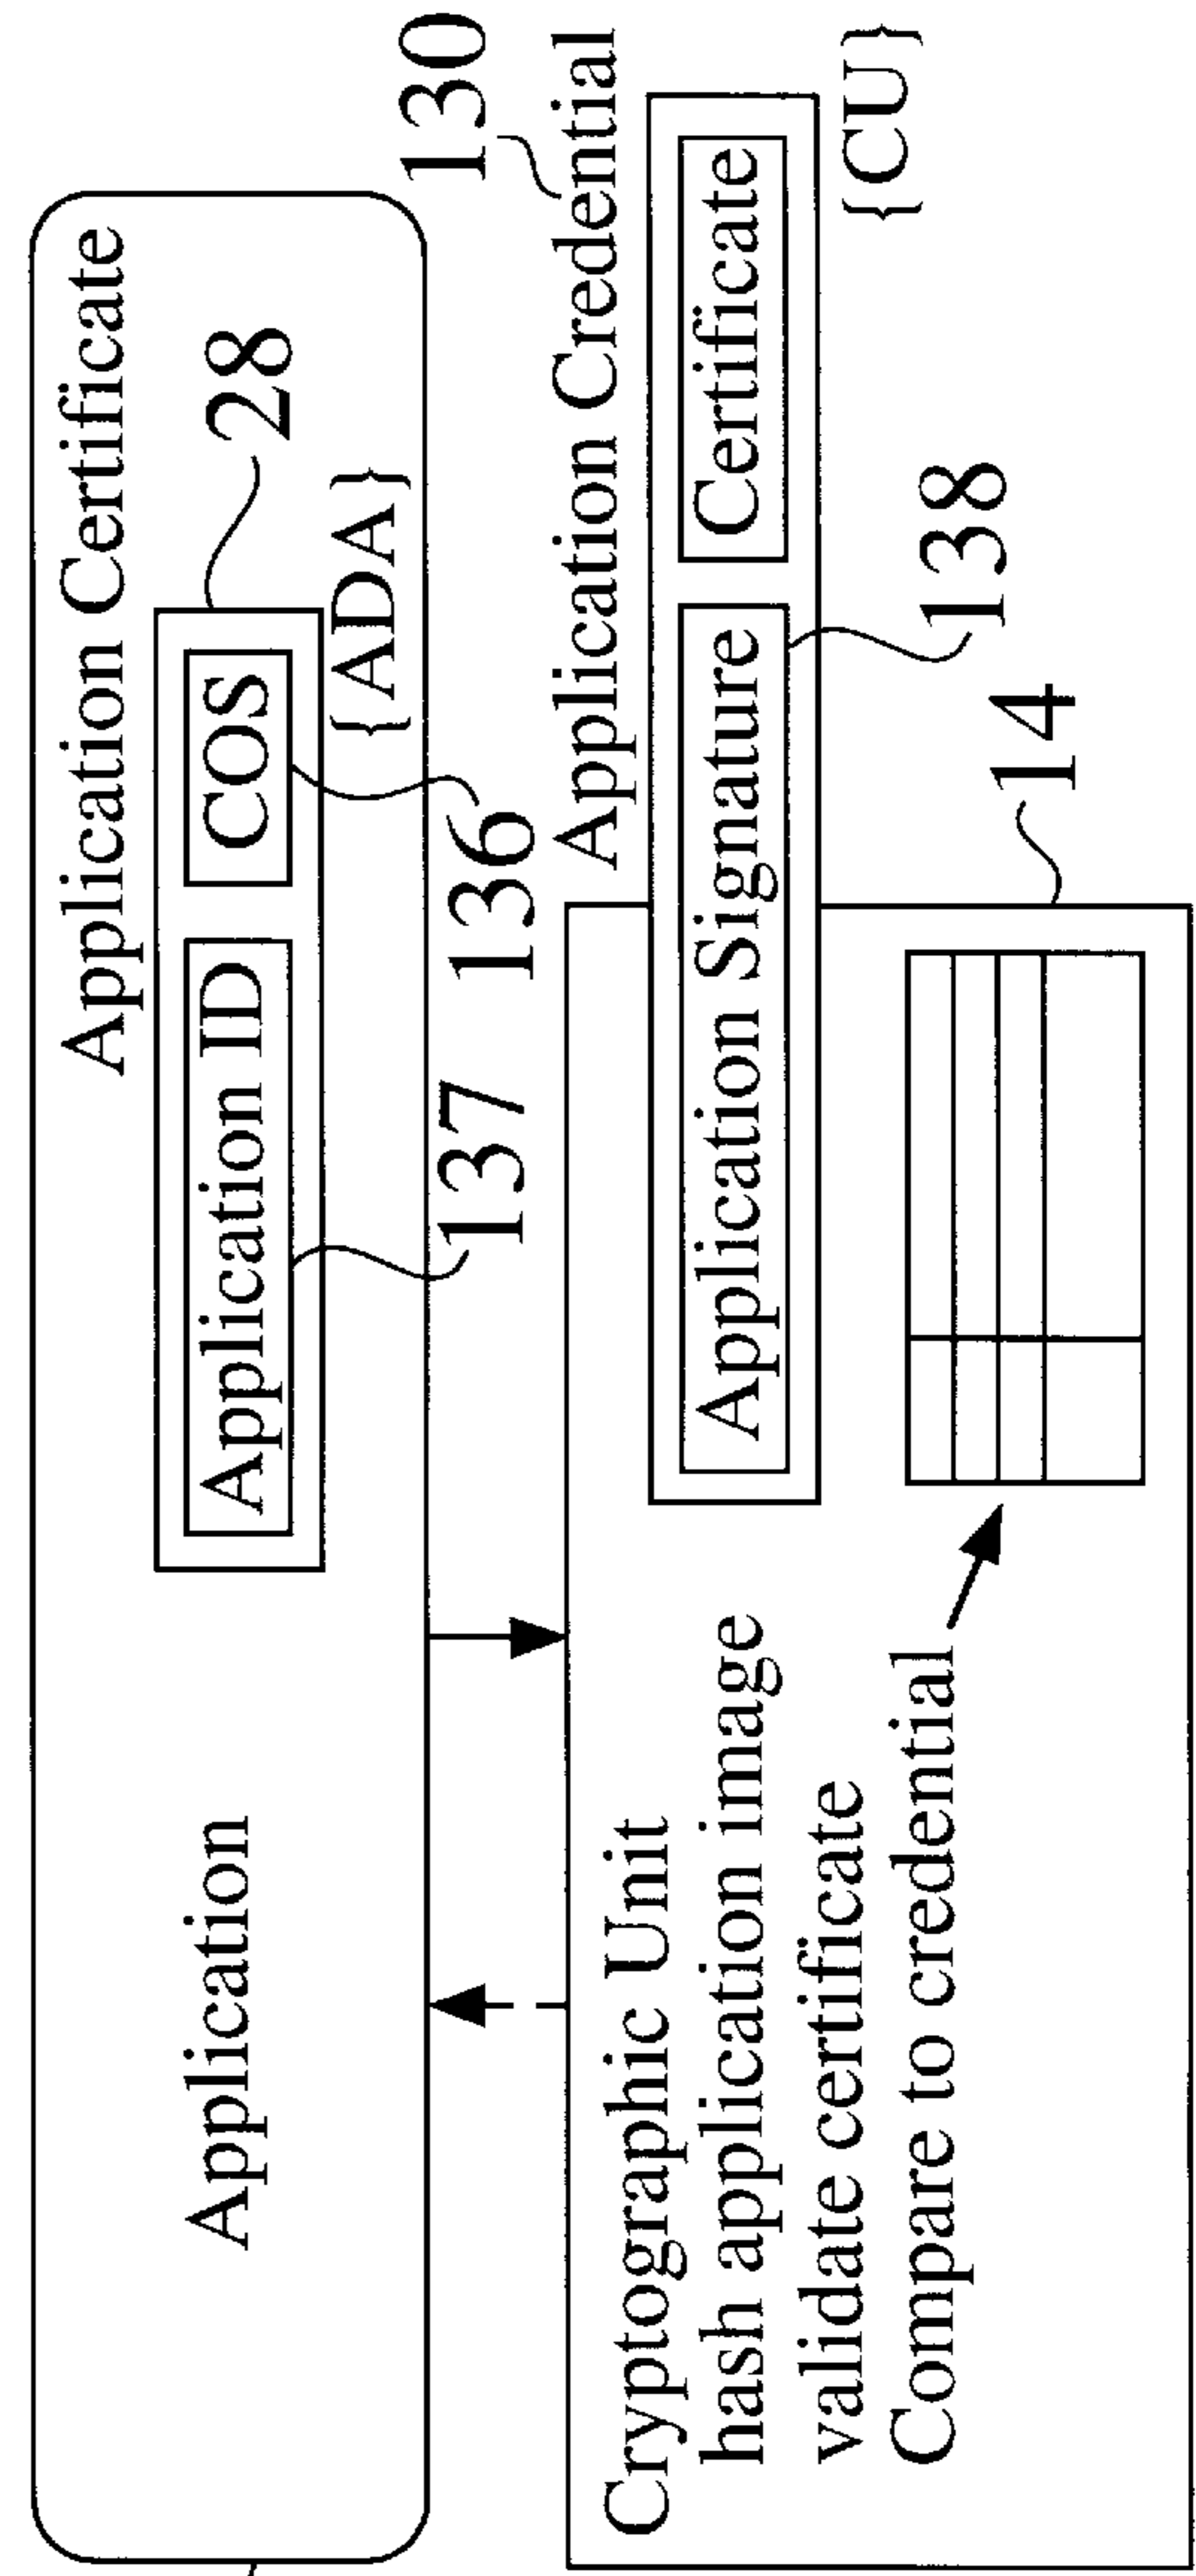 Application Certificate
Application
Application ID
COS
28
{ADA}
137
136
130
Application Credential
Cryptographic Unit
hash application image
validate certificate
Compare to credential
Application Signature
Certificate
{CU}
138
14